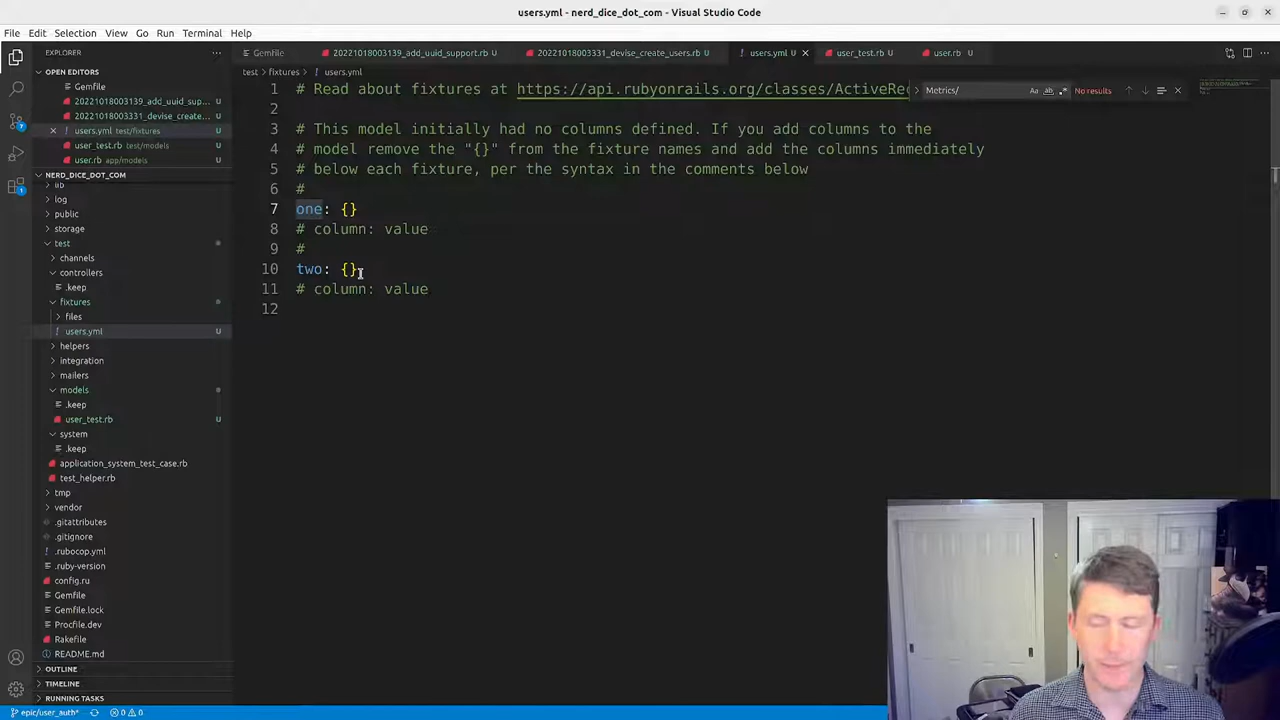 users.yml - nerd_dice_dot_com - Visual Studio Code
File Edit Selection View Go Run Terminal Help
EXPLORER
OPEN EDITORS
Gemfile
20221018003139_add_uuid_sup...
20221018003331_devise_create...
users.yml test/fixtures
user_test.rb test/models
user.rb app/models
NERD_DICE_DOT_COM
lib
log
public
storage
test
channels
controllers
.keep
fixtures
files
users.yml U
helpers
integration
mailers
models
.keep
user_test.rb U
system
.keep
application_system_test_case.rb
test_helper.rb
tmp
vendor
.gitattributes
.gitignore
.rubocop.yml
.ruby-version
config.ru
Gemfile
Gemfile.lock
Procfile.dev
Rakefile
README.md
OUTLINE
TIMELINE
RUNNING TASKS
Gemfile 20221018003139_add_uuid_support.rb U 20221018003331_devise_create_users.rb U users.yml U user_test.rb U user.rb U
test > fixtures > users.yml
Metrics/ Aa ab No results
1 # Read about fixtures at https://api.rubyonrails.org/classes/ActiveRec
2
3 # This model initially had no columns defined. If you add columns to the
4 # model remove the "{}" from the fixture names and add the columns immediately
5 # below each fixture, per the syntax in the comments below
6 #
7 one: {}
8 # column: value
9 #
10 two: {}
11 # column: value
12
epic/user_auth* 0 0